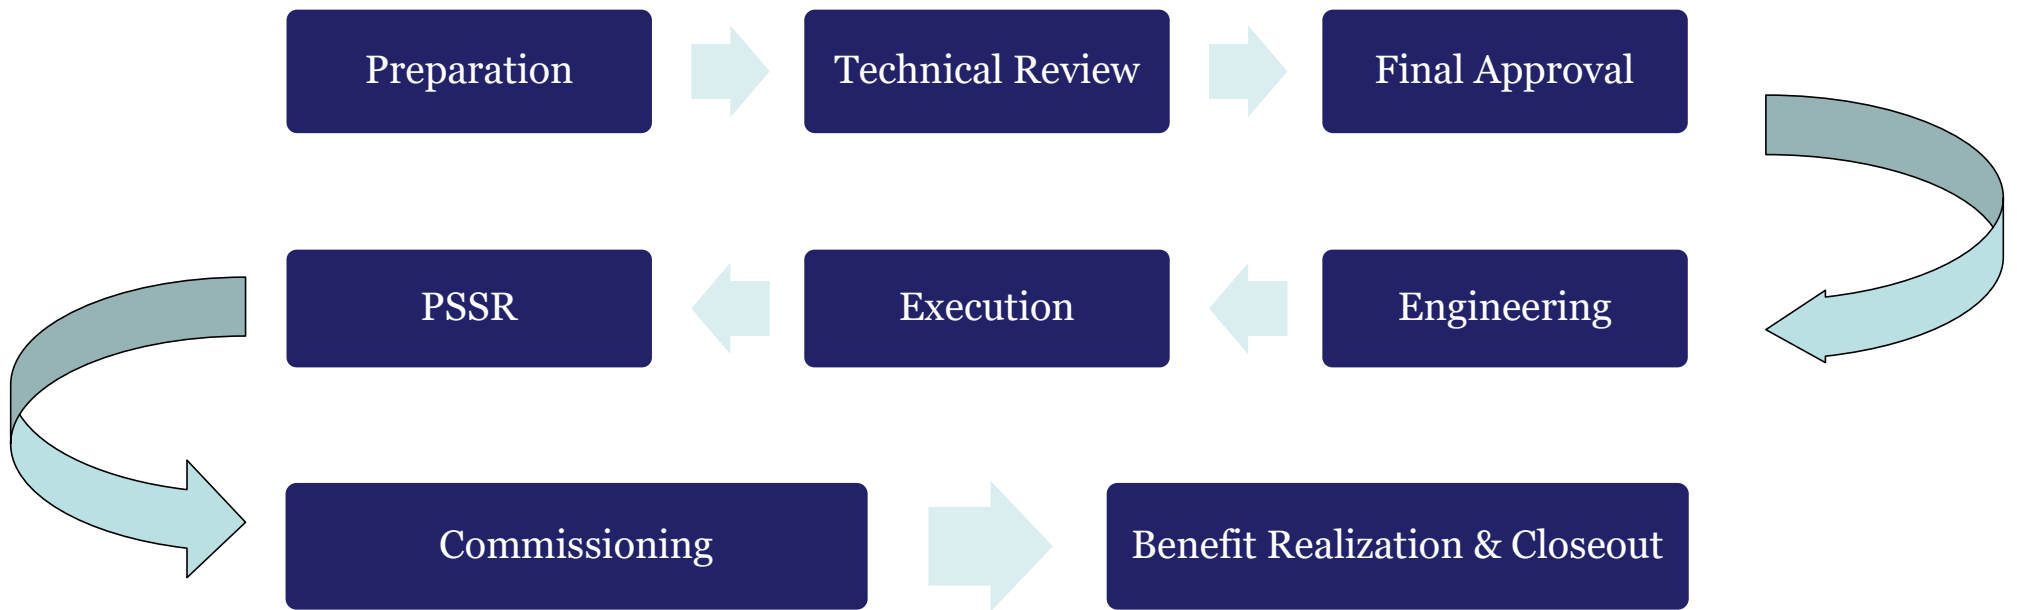 Preparation
Technical Review
Final Approval
Engineering
Execution
PSSR
Commissioning
Benefit Realization & Closeout